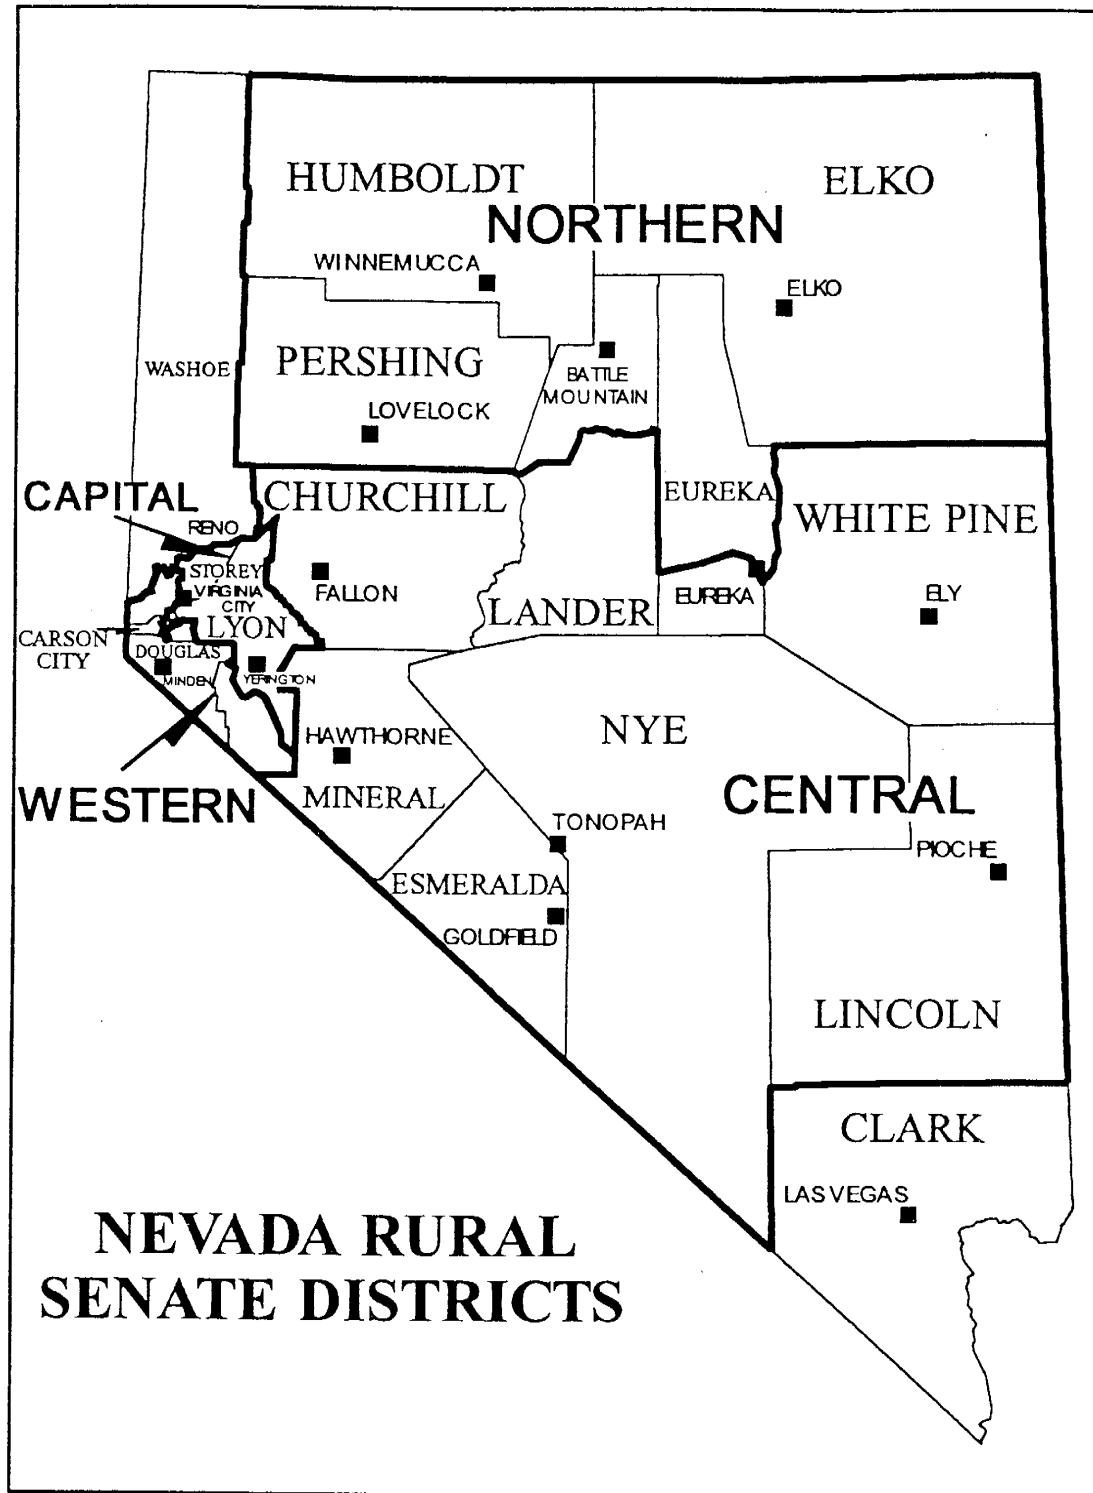 HUMBOLDT
ELKO
NORTHERN
WINNEMUCCA
ELKO
WASHOE
PERSHING
BATTLE
MOUNTAIN
LOVELOCK
CAPITAL
CHURCHILL
EUREKA
WHITE PINE
RENO
STOREY
VIRGINIA
CITY
FALLON
LANDER
EUREKA
ELY
LYON
CARSON
CITY
DOUGLAS
MINDEN
YERINGTON
HAWTHORNE
NYE
WESTERN
MINERAL
CENTRAL
TONOPAH
PIOCHE
ESMERALDA
GOLDFIELD
LINCOLN
CLARK
LAS VEGAS
NEVADA RURAL
SENATE DISTRICTS